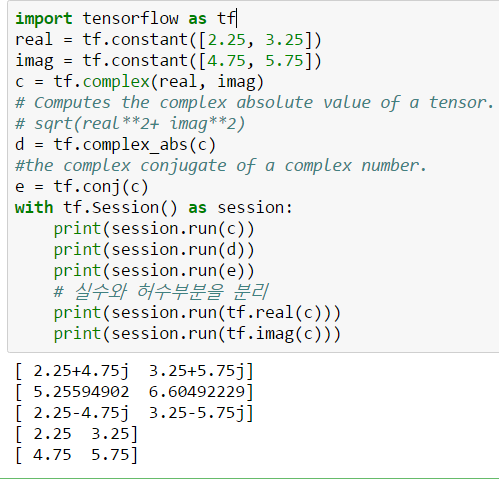 import tensorflow as tf
real = tf.constant([2.25, 3.25])
imag = tf.constant([4.75, 5.75])
c = tf.complex(real, imag)
# Computes the complex absolute value of a tensor.
# sqrt(real**2+ imag**2)
d = tf.complex_abs(c)
#the complex conjugate of a complex number.
e = tf.conj(c)
with tf.Session() as session:
    print(session.run(c))
    print(session.run(d))
    print(session.run(e))
    # 실수와 허수부분을 분리
    print(session.run(tf.real(c)))
    print(session.run(tf.imag(c)))
[ 2.25+4.75j  3.25+5.75j]
[ 5.25594902  6.60492229]
[ 2.25-4.75j  3.25-5.75j]
[ 2.25  3.25]
[ 4.75  5.75]